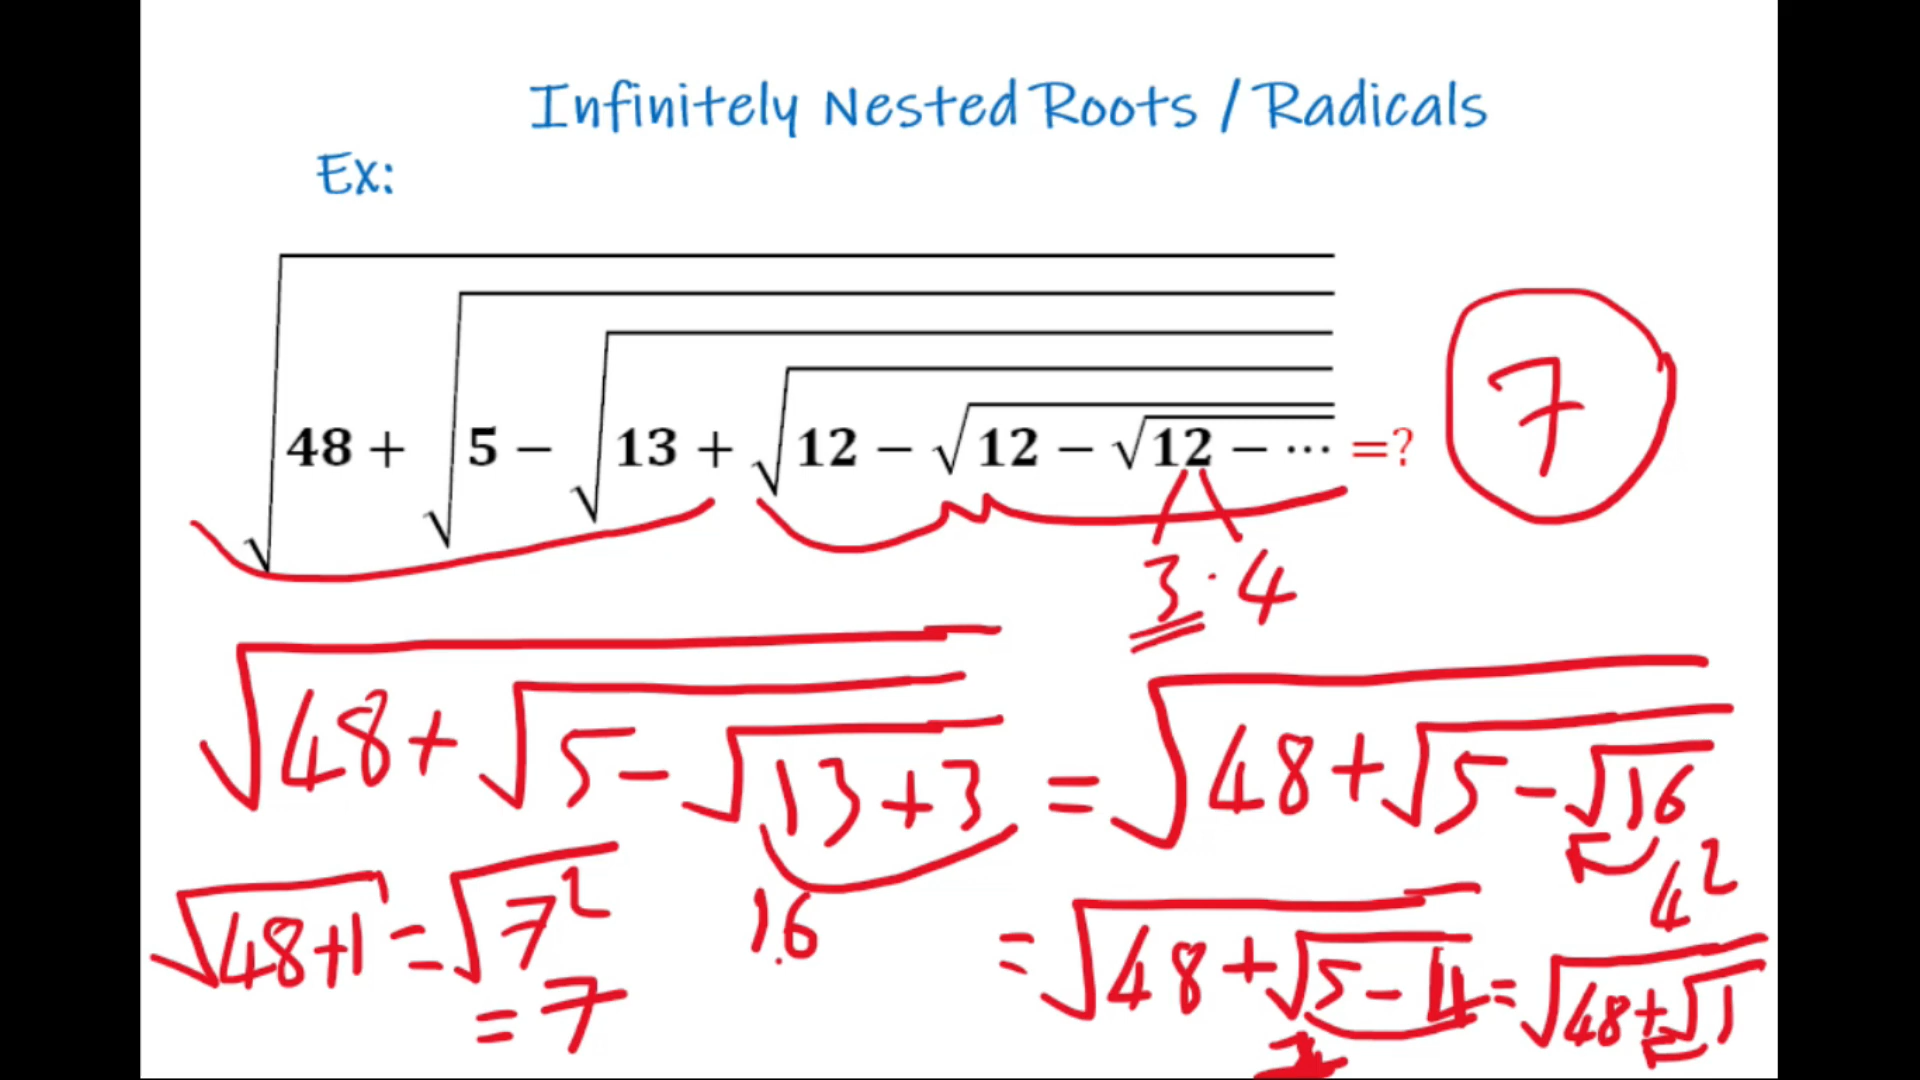 Infinitely Nested Roots / Radicals
Ex:
√(48 + √(5 − √(13 + √(12 − √(12 − √(12 − ⋯)))))) =? 7
3 · 4
√(48 + √(5 − √(13 + 3))) = √(48 + √(5 − √16))
16
4²
√(48 + 1) = √(7²) = √(48 + √(5 − 4)) = √(48 + √1)
= 7